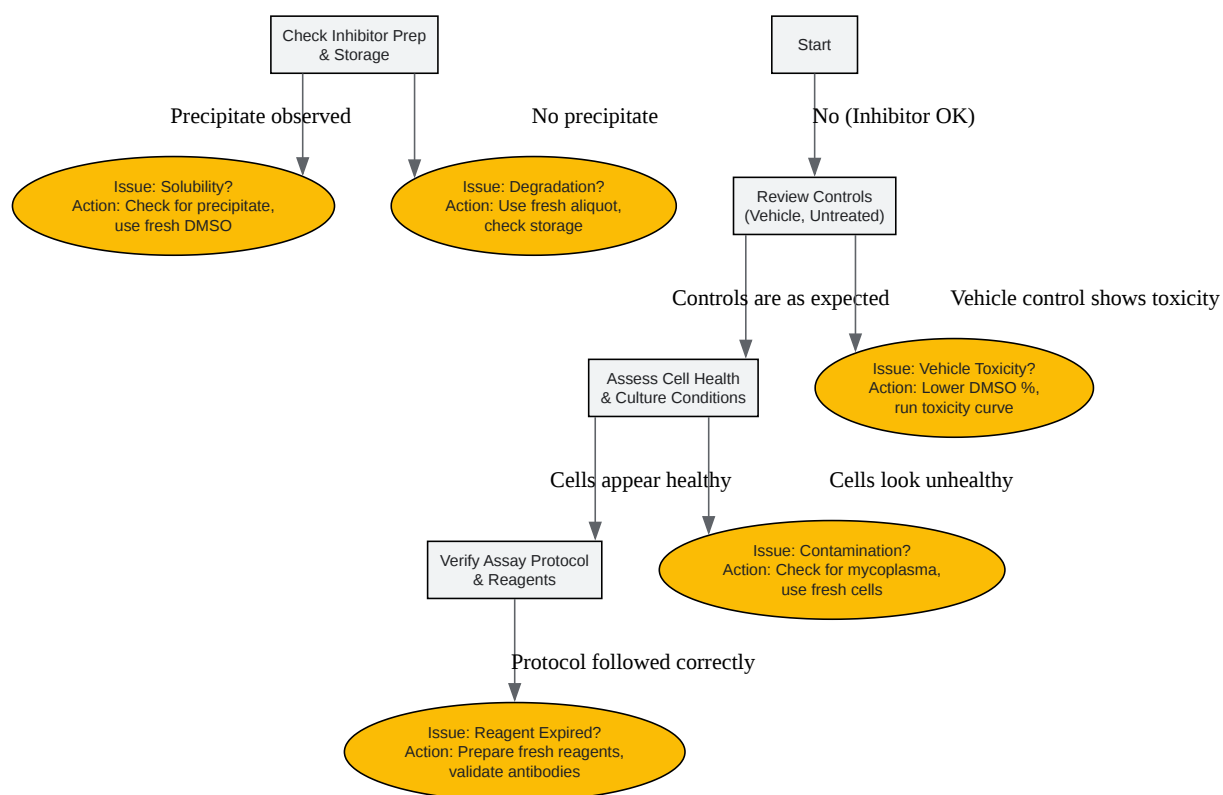 Check Inhibitor Prep
& Storage
Start
Precipitate observed
No precipitate
No (Inhibitor OK)
Issue: Solubility?
Action: Check for precipitate,
use fresh DMSO
Issue: Degradation?
Action: Use fresh aliquot,
check storage
Review Controls
(Vehicle, Untreated)
Controls are as expected
Vehicle control shows toxicity
Assess Cell Health
& Culture Conditions
Issue: Vehicle Toxicity?
Action: Lower DMSO %,
run toxicity curve
Cells appear healthy
Cells look unhealthy
Verify Assay Protocol
& Reagents
Issue: Contamination?
Action: Check for mycoplasma,
use fresh cells
Protocol followed correctly
Issue: Reagent Expired?
Action: Prepare fresh reagents,
validate antibodies